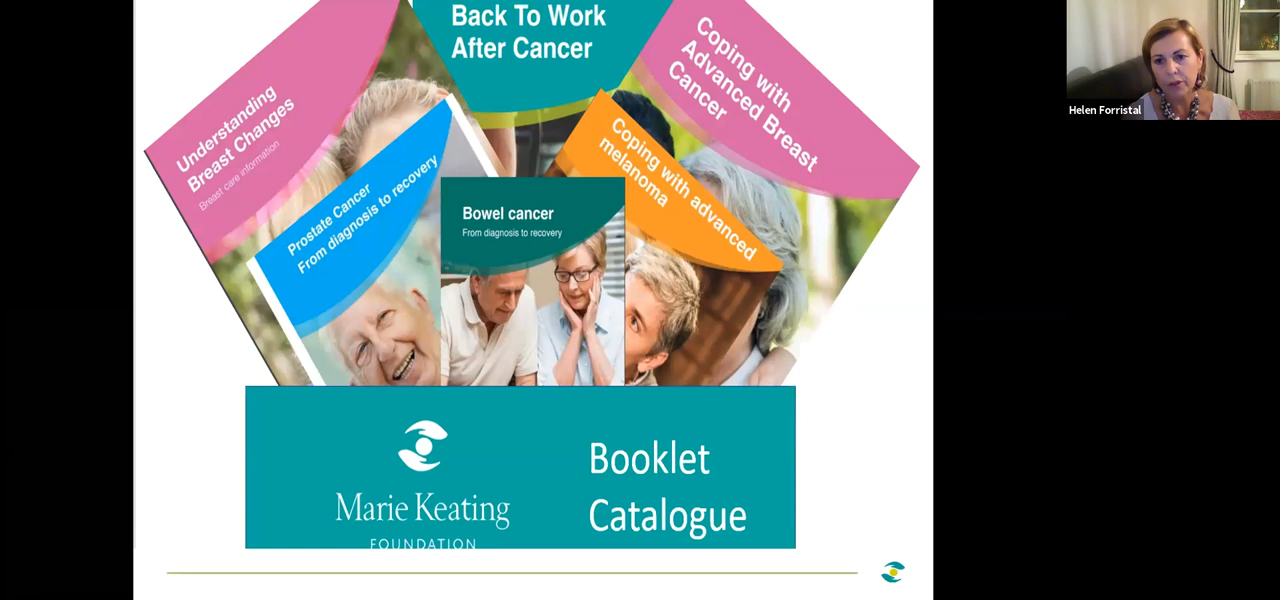 Back To Work
After Cancer
Coping with
Advanced Breast
Cancer
Understanding
Breast Changes
Breast care information
Prostate Cancer
From diagnosis to recovery
Coping with advanced
melanoma
Bowel cancer
From diagnosis to recovery
Marie Keating
FOUNDATION
Booklet
Catalogue
Helen Forristal